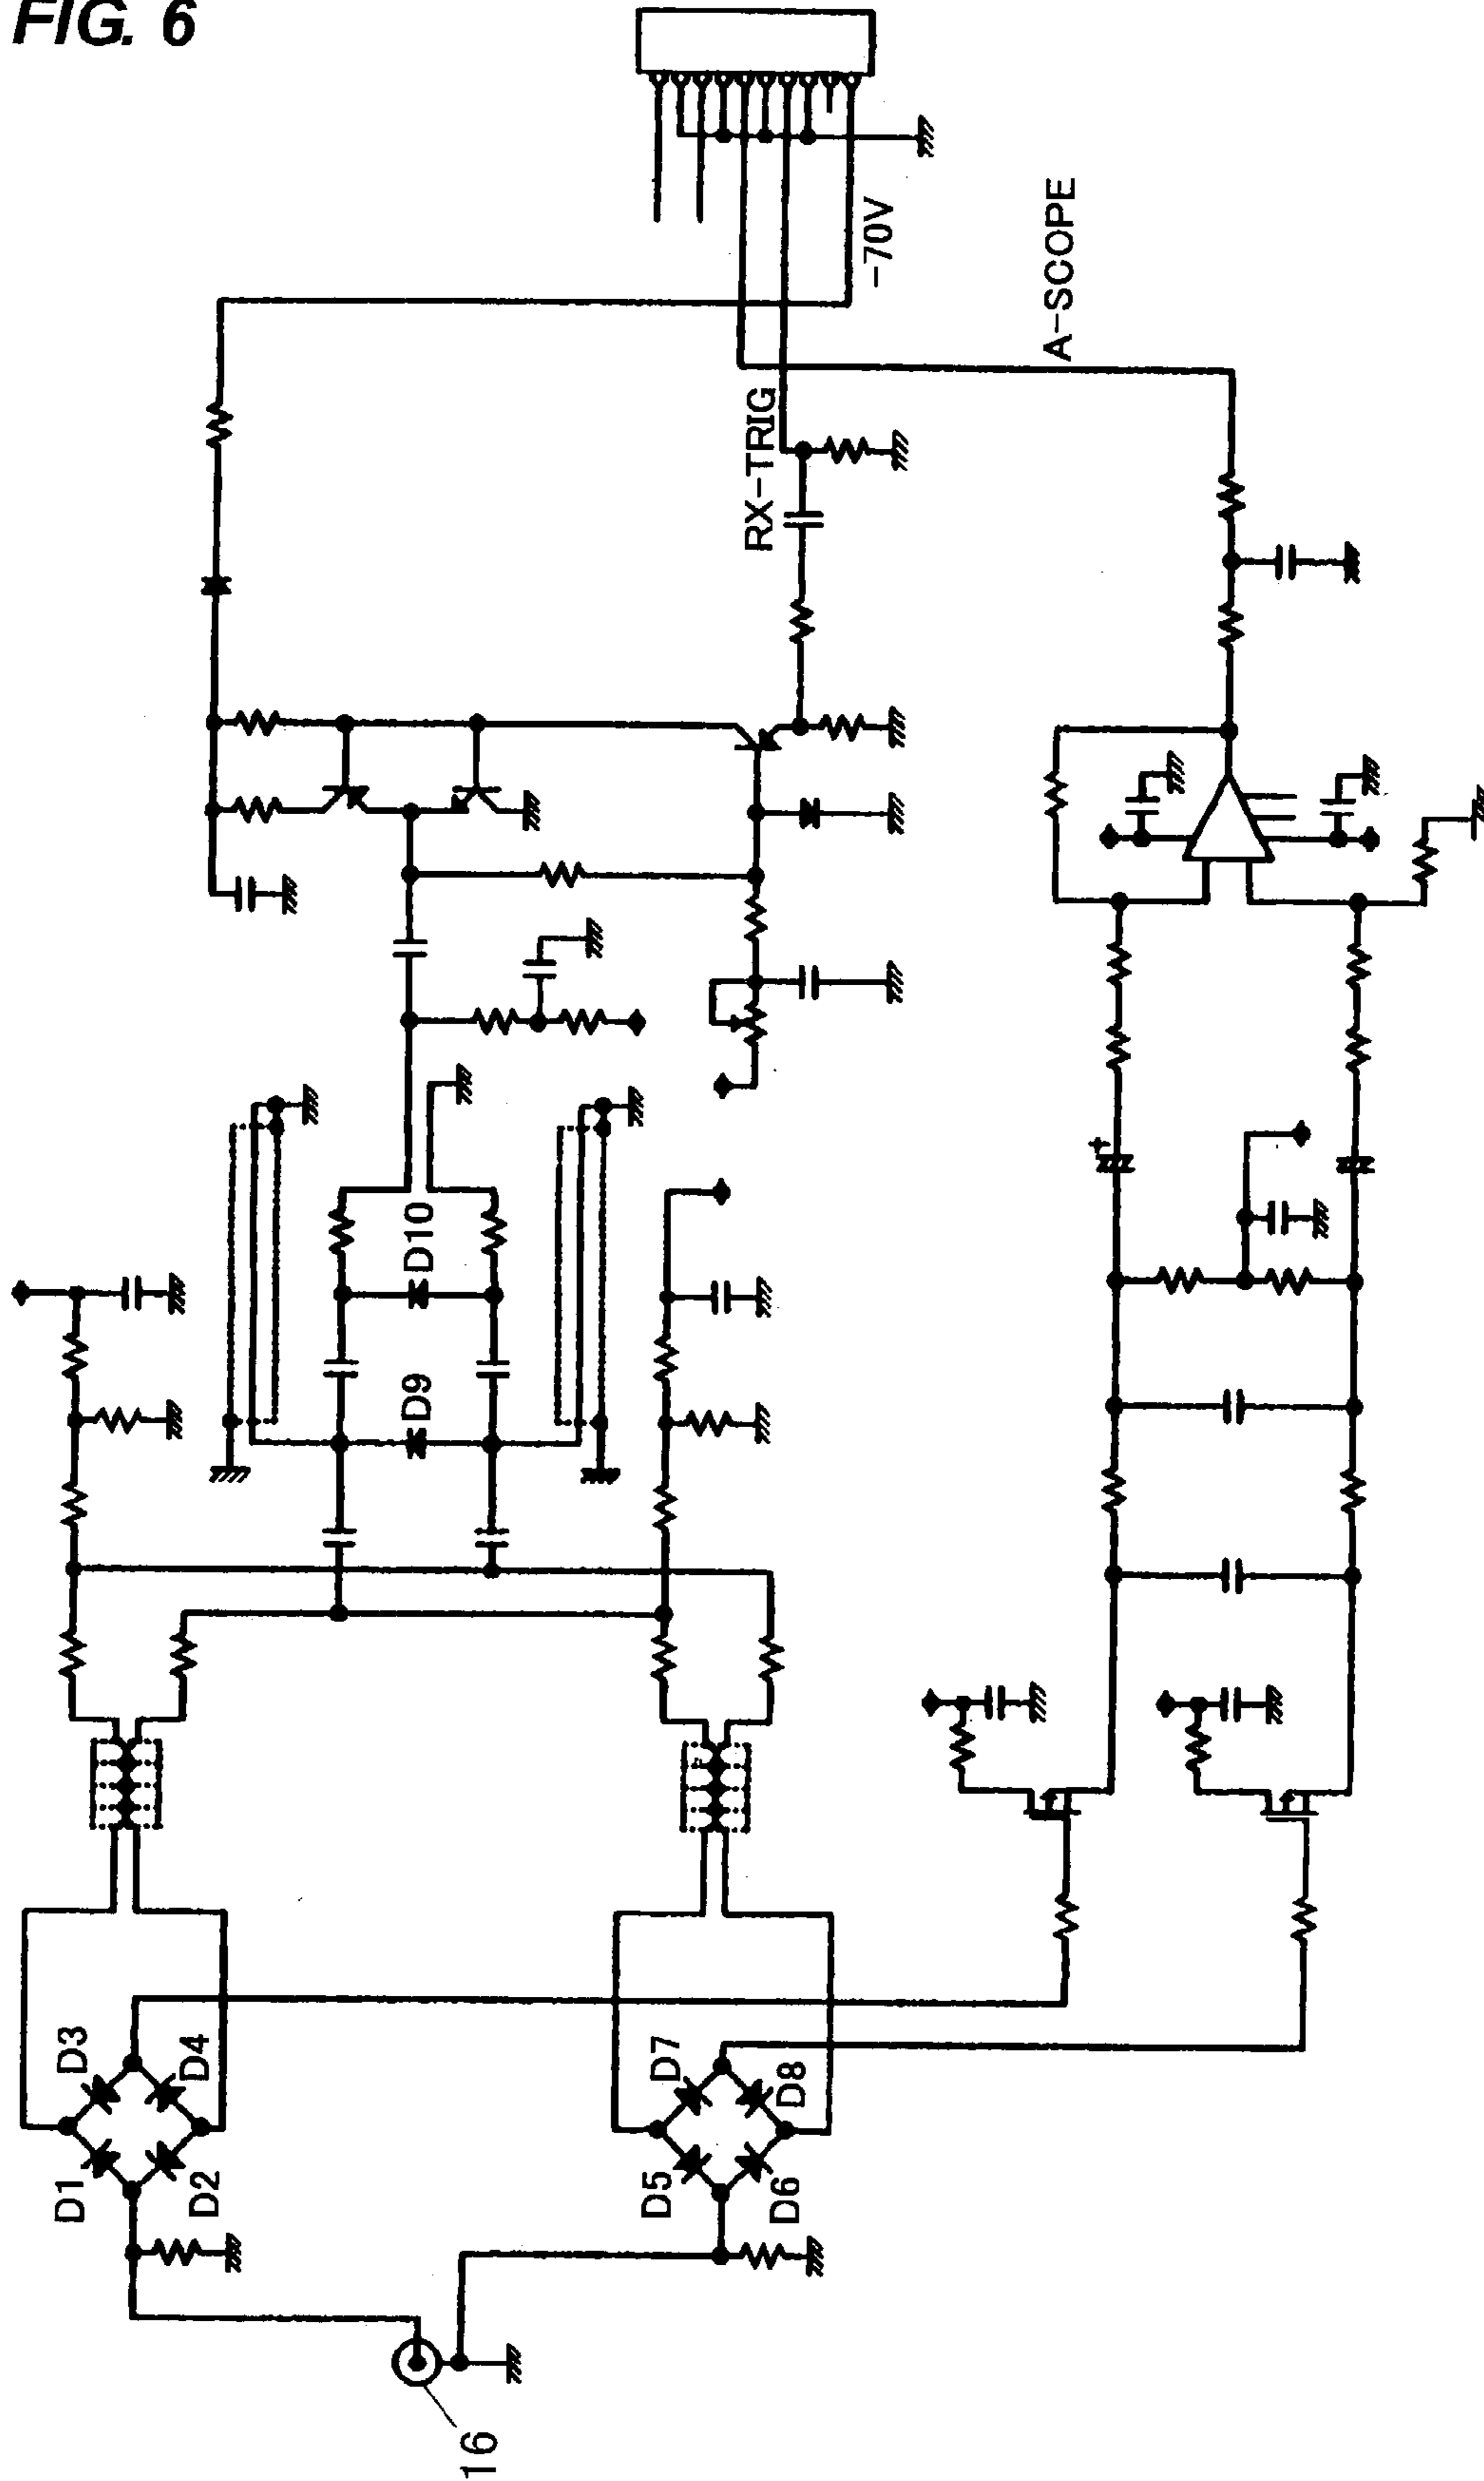 FIG. 6
-70V
A-SCOPE
RX-TRIG
D10
D9
D3
D4
D7
D8
D1
D2
D5
D6
+
16